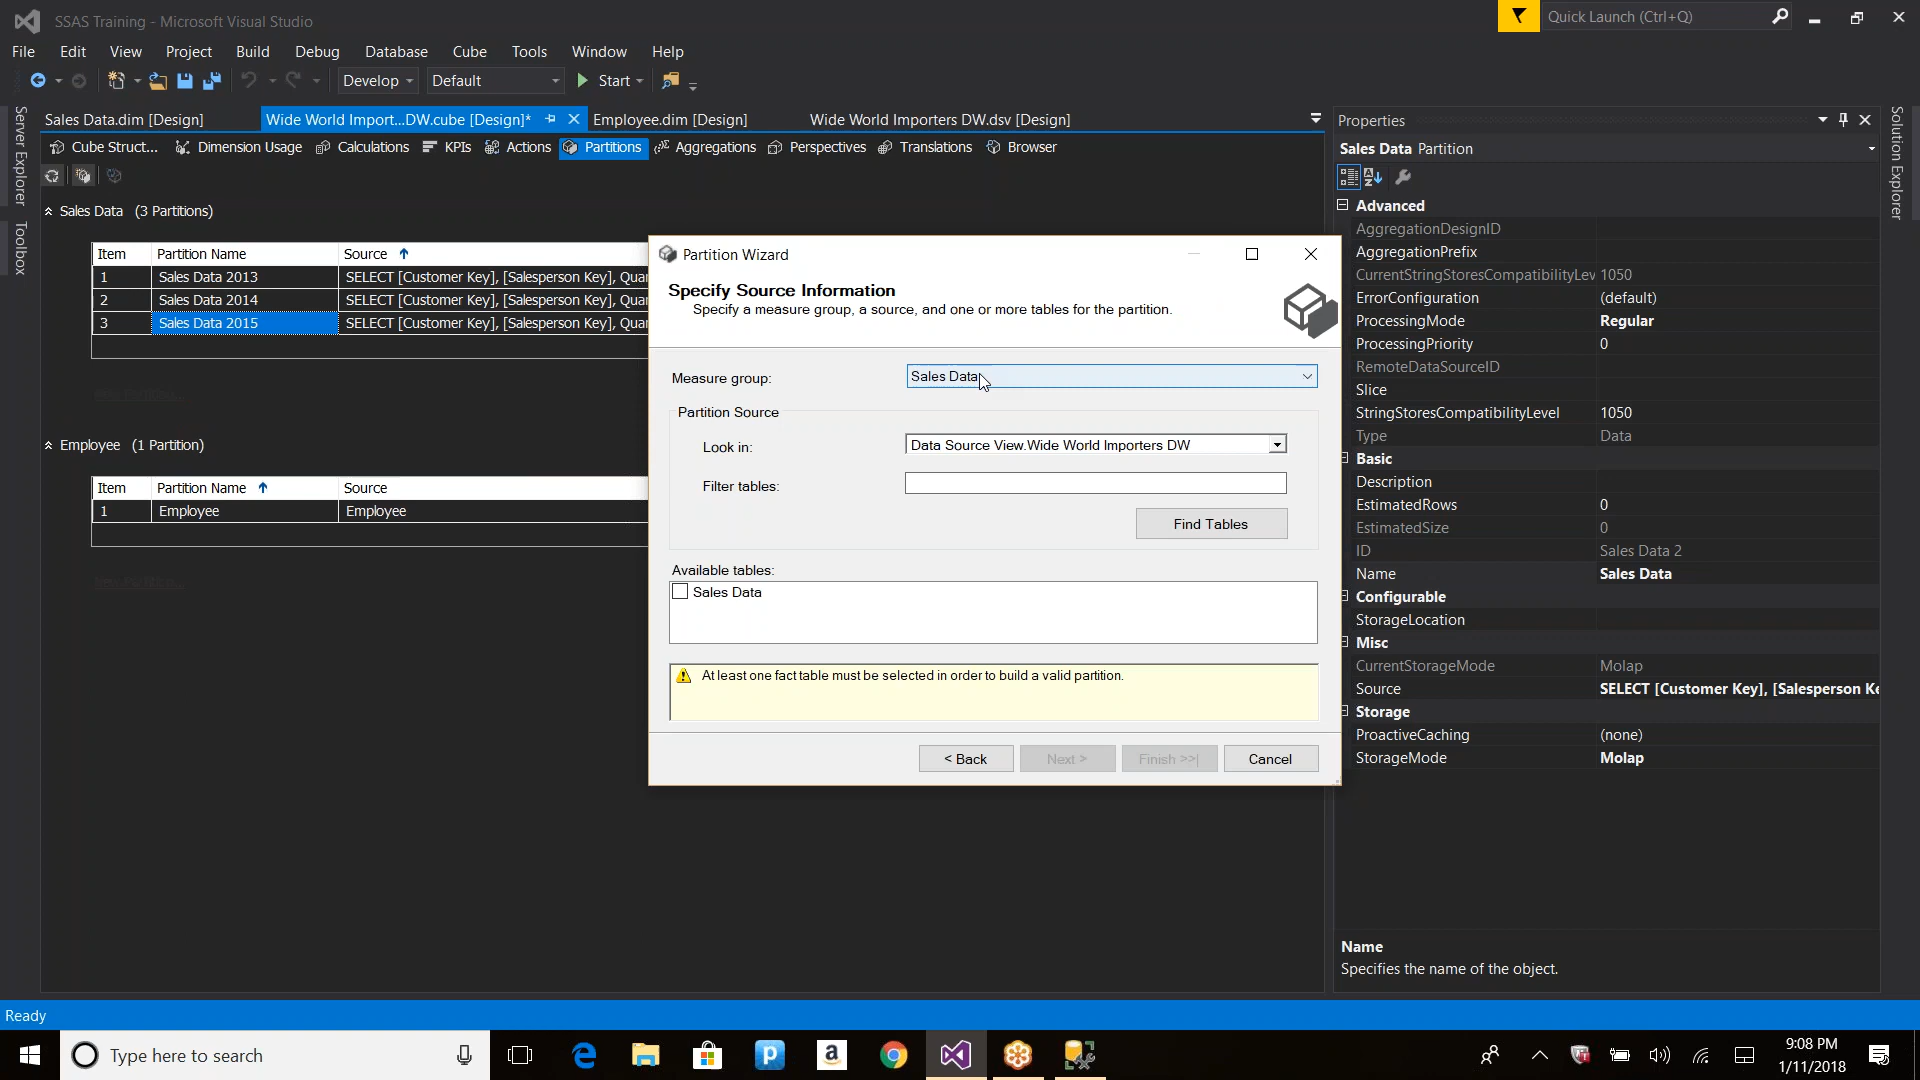 SSAS Training - Microsoft Visual Studio
Quick Launch (Ctrl+Q)
File Edit View Project Build Debug Database Cube Tools Window Help
Develop Default Start
Server Explorer
Toolbox
Sales Data.dim [Design]
Wide World Import...DW.cube [Design]*
Employee.dim [Design]
Wide World Importers DW.dsv [Design]
Cube Struct... Dimension Usage Calculations KPIs Actions Partitions Aggregations Perspectives Translations Browser
Sales Data (3 Partitions)
Item Partition Name Source
1 Sales Data 2013 SELECT [Customer Key], [Salesperson Key], Quan
2 Sales Data 2014 SELECT [Customer Key], [Salesperson Key], Quan
3 Sales Data 2015 SELECT [Customer Key], [Salesperson Key], Quan
Employee (1 Partition)
Item Partition Name Source
1 Employee Employee
Partition Wizard
Specify Source Information
Specify a measure group, a source, and one or more tables for the partition.
Measure group: Sales Data
Partition Source
Look in: Data Source View.Wide World Importers DW
Filter tables:
Find Tables
Available tables:
Sales Data
At least one fact table must be selected in order to build a valid partition.
< Back Next > Finish >>| Cancel
Properties
Sales Data Partition
Advanced
AggregationDesignID
AggregationPrefix
CurrentStringStoresCompatibilityLev 1050
ErrorConfiguration (default)
ProcessingMode Regular
ProcessingPriority 0
RemoteDataSourceID
Slice
StringStoresCompatibilityLevel 1050
Type Data
Basic
Description
EstimatedRows 0
EstimatedSize 0
ID Sales Data 2
Name Sales Data
Configurable
StorageLocation
Misc
CurrentStorageMode Molap
Source SELECT [Customer Key], [Salesperson Ke
Storage
ProactiveCaching (none)
StorageMode Molap
Name
Specifies the name of the object.
Solution Explorer
Ready
Type here to search
9:08 PM
1/11/2018